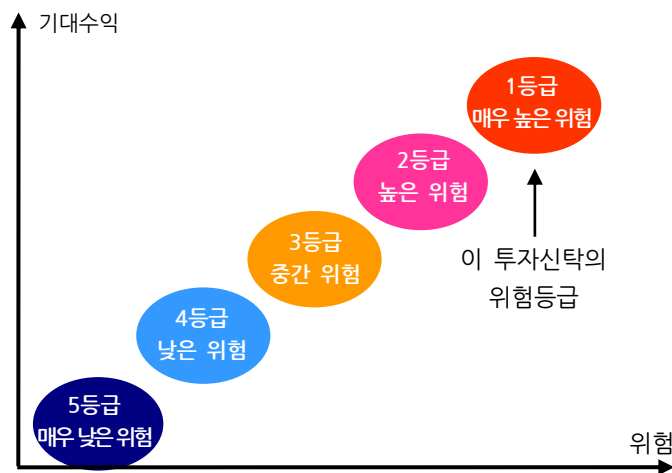 기대수익
1등급
매우 높은 위험
2등급
높은 위험
3등급
중간 위험
이 투자신탁의
위험등급
4등급
낮은 위험
5등급
매우 낮은 위험
위험